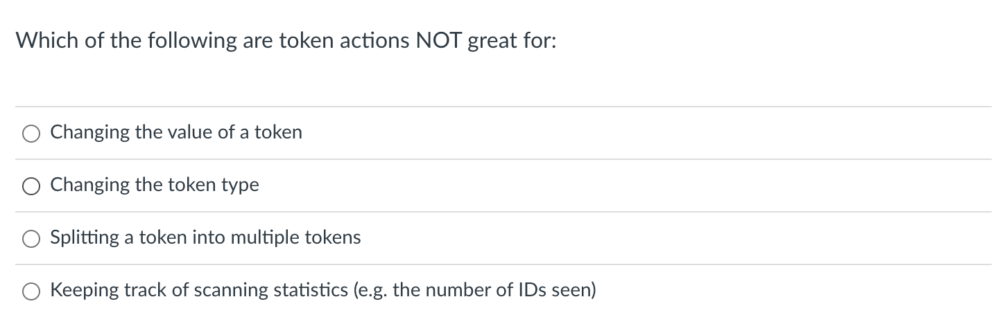 Which of the following are token actions NOT great for:
Changing the value of a token
Changing the token type
Splitting a token into multiple tokens
Keeping track of scanning statistics (e.g. the number of IDs seen)